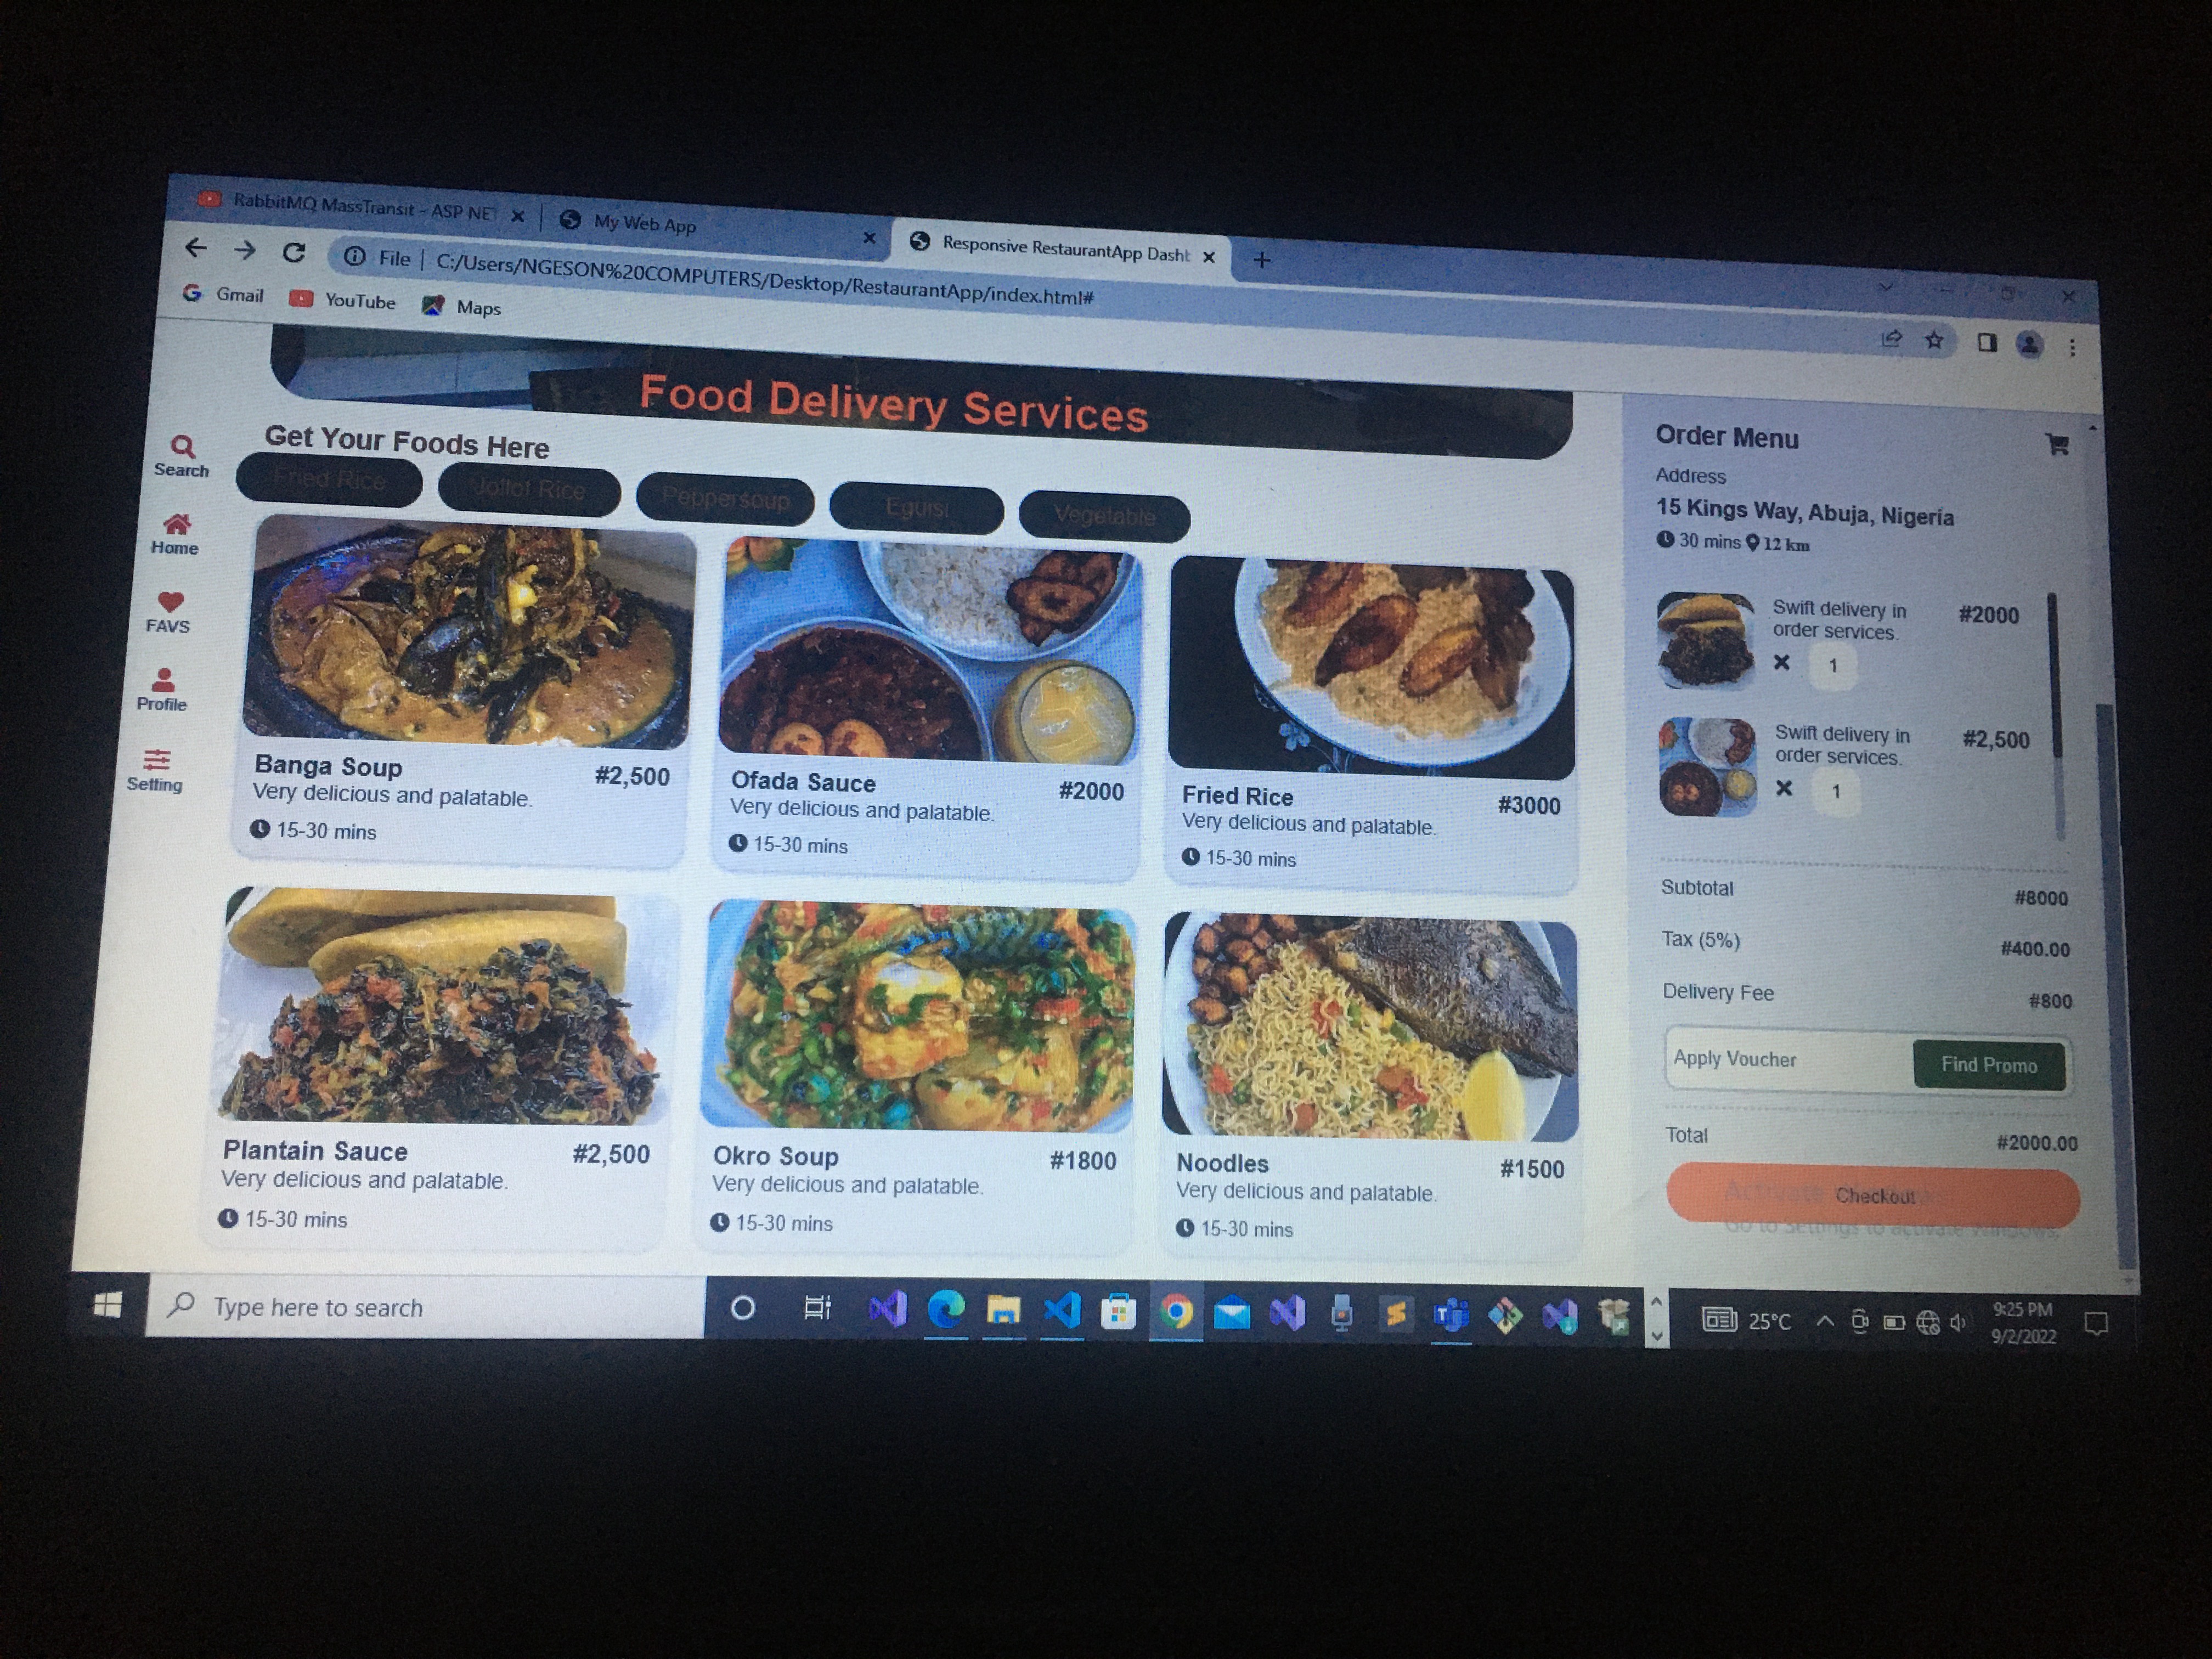 RabbitMQ MassTransit - ASP NET
My Web App
Responsive RestaurantApp Dasht
File | C:/Users/NGESON%20COMPUTERS/Desktop/RestaurantApp/index.html#
Gmail
YouTube
Maps
Food Delivery Services
Search
Home
FAVS
Profile
Setting
Get Your Foods Here
Fried Rice
Jollof Rice
Peppersoup
Eguisi
Vegetable
Banga Soup
#2,500
Very delicious and palatable.
15-30 mins
Ofada Sauce
#2000
Very delicious and palatable.
15-30 mins
Fried Rice
#3000
Very delicious and palatable.
15-30 mins
Plantain Sauce
#2,500
Very delicious and palatable.
15-30 mins
Okro Soup
#1800
Very delicious and palatable.
15-30 mins
Noodles
#1500
Very delicious and palatable.
15-30 mins
Order Menu
Address
15 Kings Way, Abuja, Nigeria
30 mins 12 km
Swift delivery in
order services.
#2000
1
Swift delivery in
order services.
#2,500
1
Subtotal
#8000
Tax (5%)
#400.00
Delivery Fee
#800
Apply Voucher
Find Promo
Total
#2000.00
Checkout
Activate
Go to Settings to activate Windows.
Type here to search
25°C
9:25 PM
9/2/2022